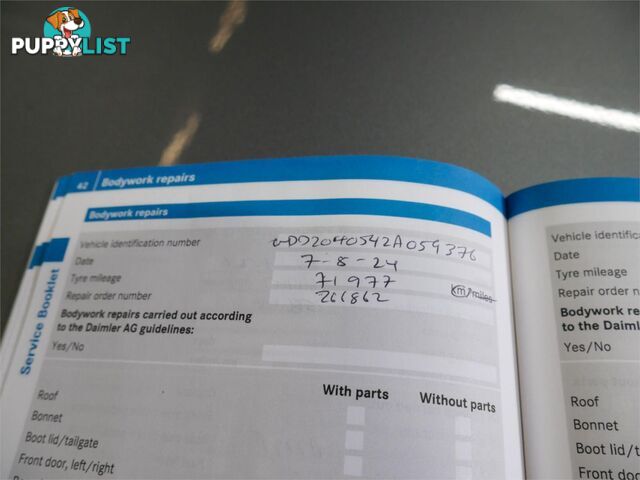 PUPPYLIST
62 Bodywork repairs
Bodywork repairs
Vehicle identification number WDD2040542A059376
Date 7-8-24
Tyre mileage 71977 km/miles
Repair order number 261862
Bodywork repairs carried out according
to the Daimler AG guidelines:
Yes/No
With parts Without parts
Roof
Bonnet
Boot lid/tailgate
Front door, left/right
Service Booklet
Vehicle identific
Date
Tyre mileage
Repair order n
Bodywork re
to the Daiml
Yes/No
Roof
Bonnet
Boot lid/t
Front do